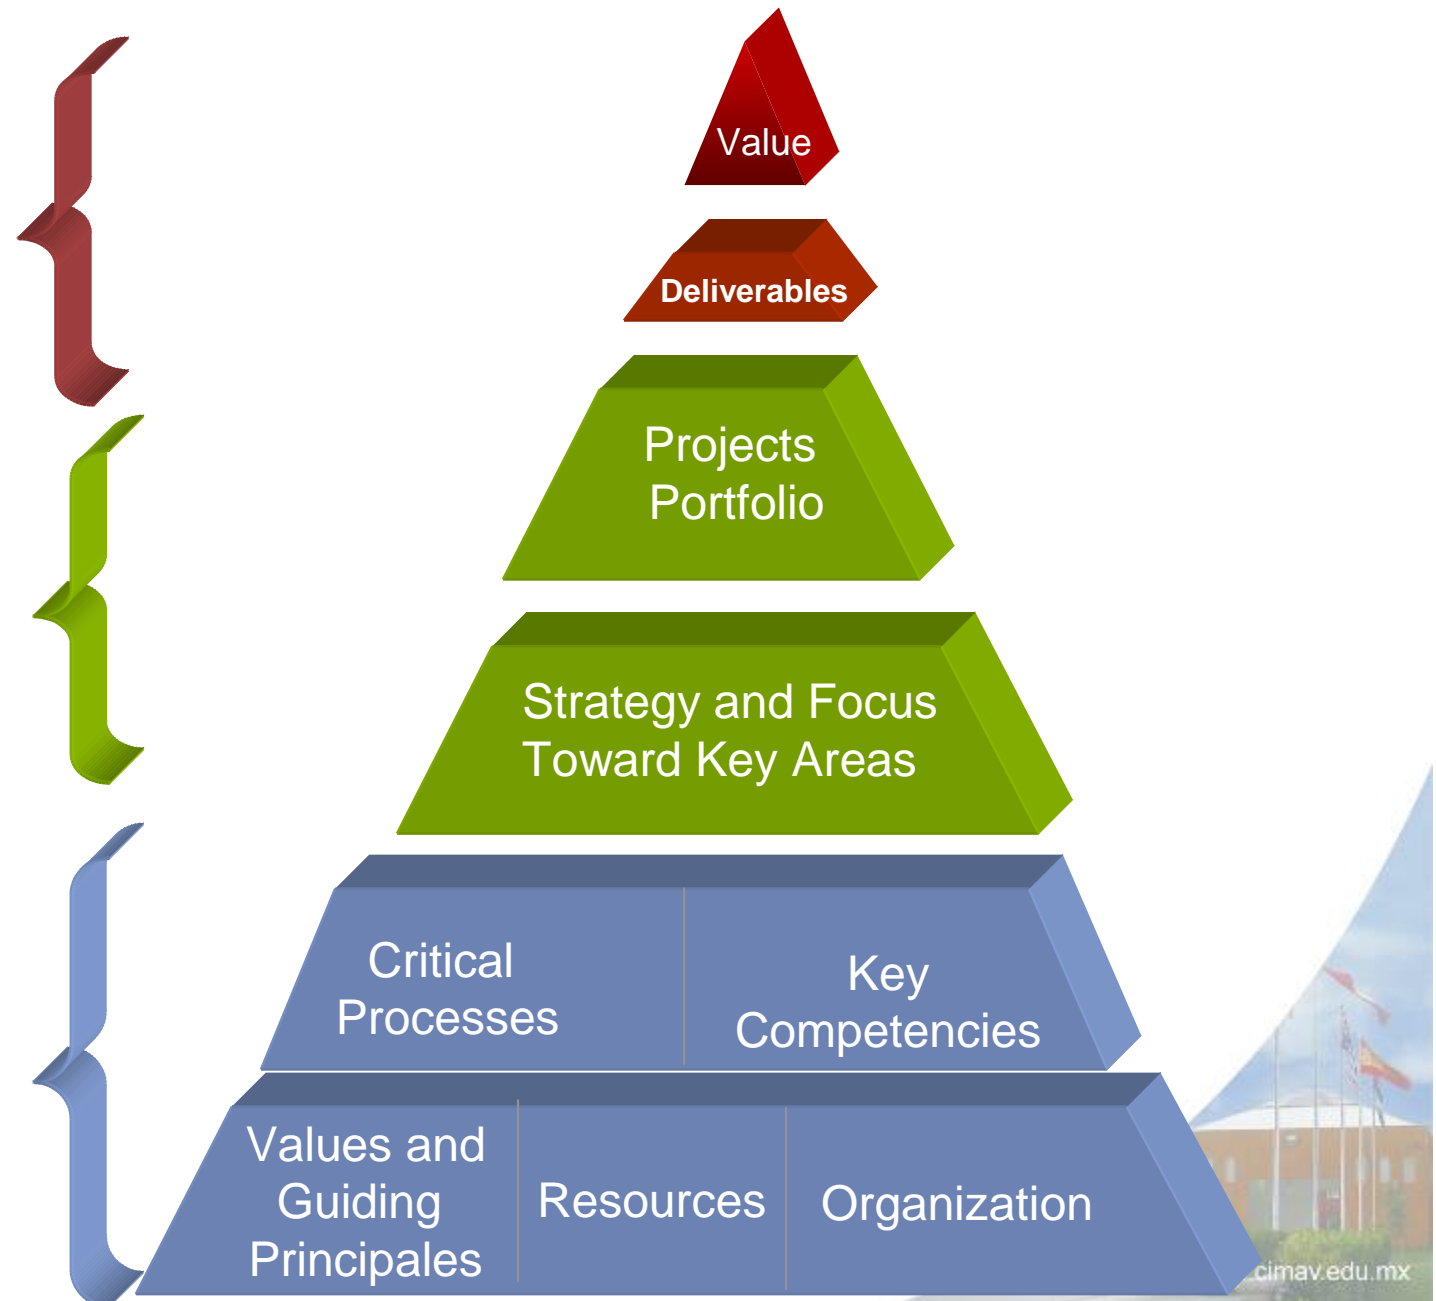 Value
Deliverables
Projects
Portfolio
Strategy and Focus
Toward Key Areas
Critical
Processes
Key
Competencies
Values and
Guiding
Principales
Resources
Organization
cimav.edu.mx